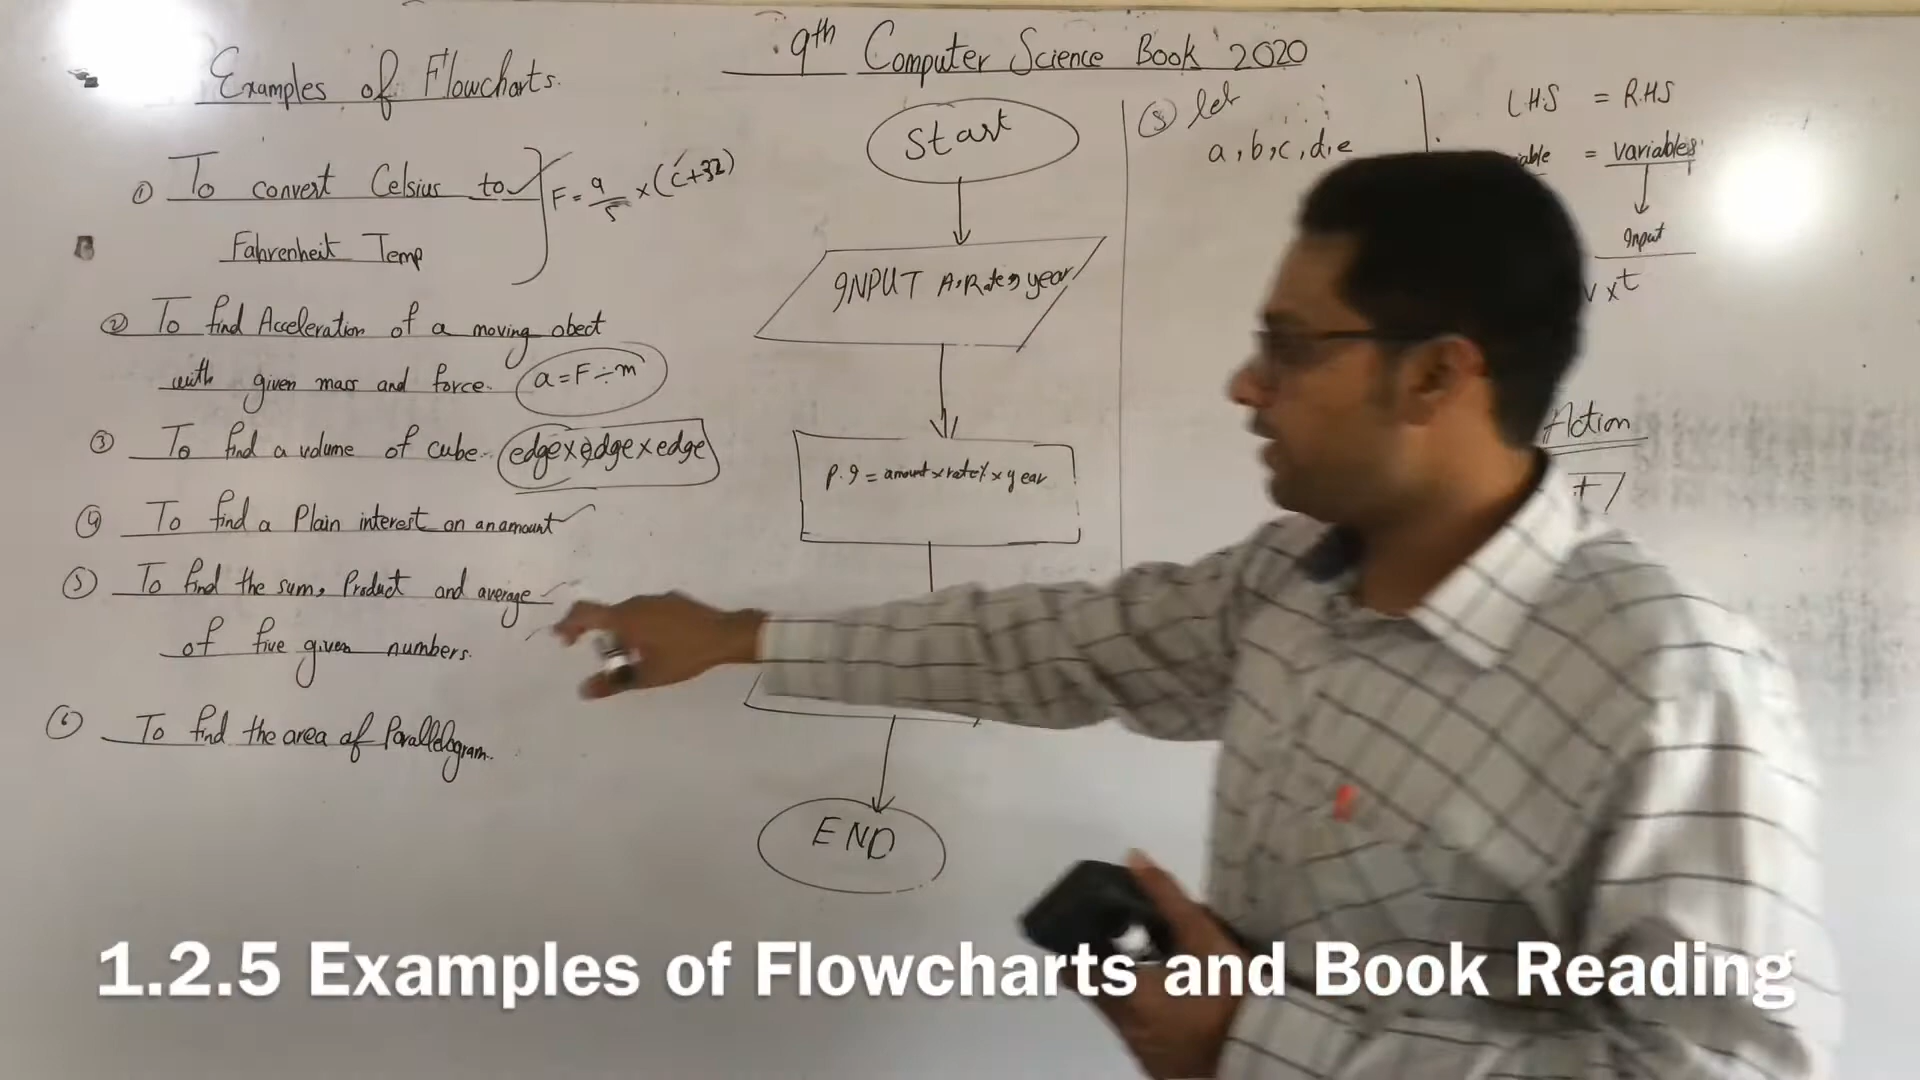 9th Computer Science Book 2020
Examples of Flowcharts.
① To convert Celsius to
Fahrenheit Temp
F = 9/5 × (C+32)
② To find Acceleration of a moving obect
with given mass and force.
a = F ÷ m
③ To find a volume of cube.
edge×edge×edge
④ To find a Plain interest on an amount
⑤ To find the sum, Product and average
of five given numbers.
⑥ To find the area of Parallelogram.
Start
INPUT A, Rate, year
P.I = amount×rate%×year
END
⑤ let
a, b, c, d, e
L.H.S = R.H.S
able = variables
Input
v×t
Action
1.2.5 Examples of Flowcharts and Book Reading